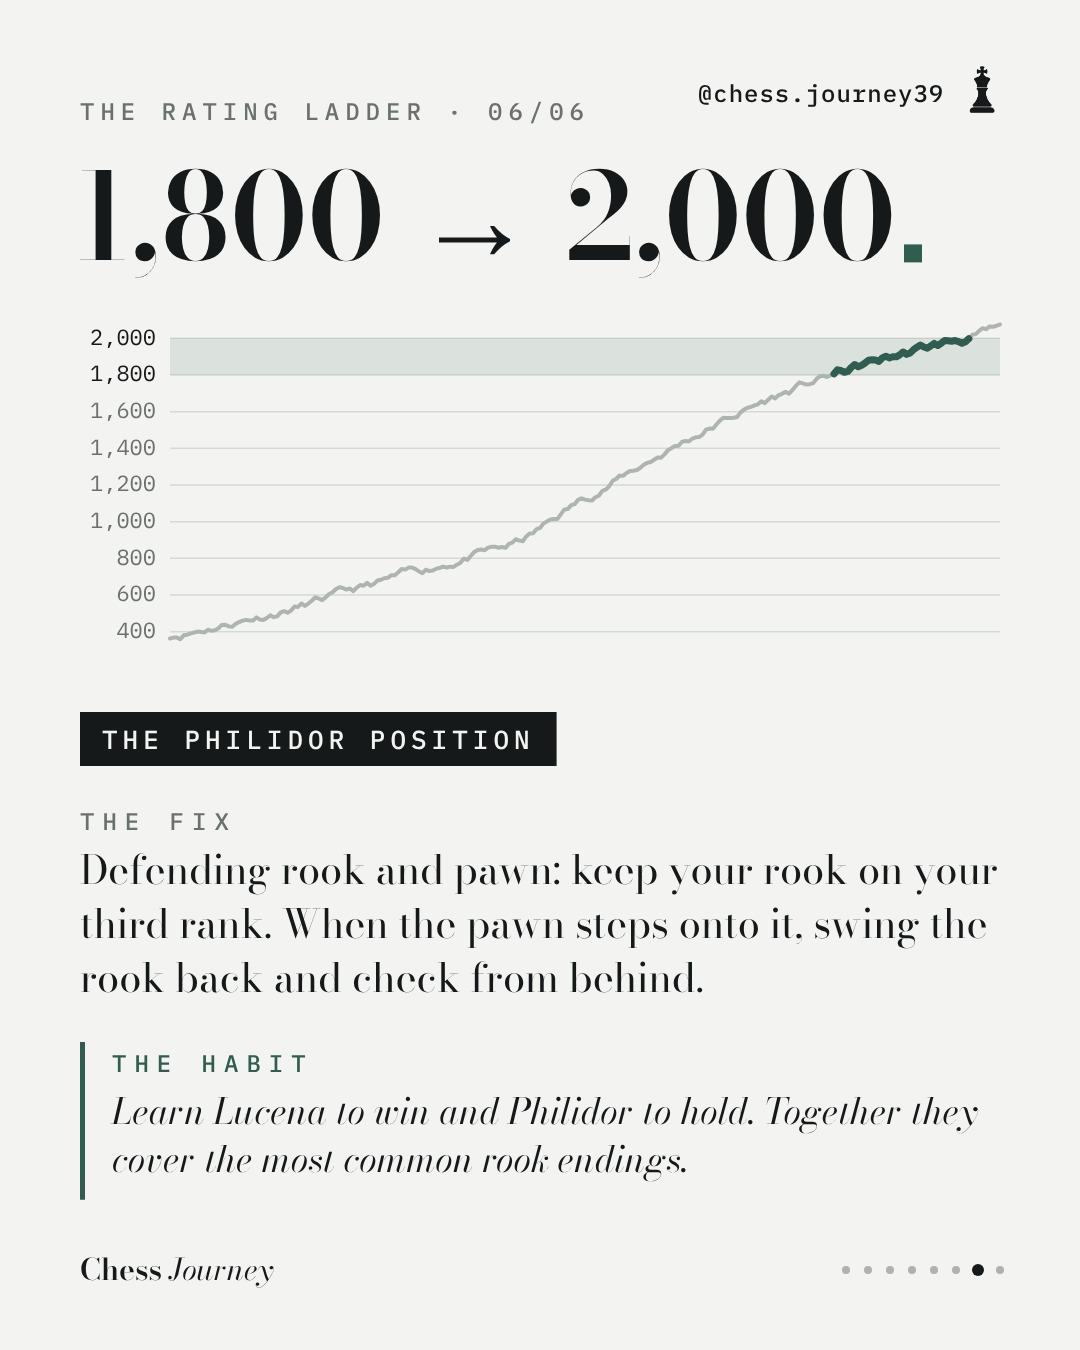 THE RATING LADDER · 06/06
@chess.journey39
1,800 → 2,000.
2,000
1,800
1,600
1,400
1,200
1,000
800
600
400
THE PHILIDOR POSITION
THE FIX
Defending rook and pawn: keep your rook on your
third rank. When the pawn steps onto it, swing the
rook back and check from behind.
THE HABIT
Learn Lucena to win and Philidor to hold. Together they
cover the most common rook endings.
Chess Journey